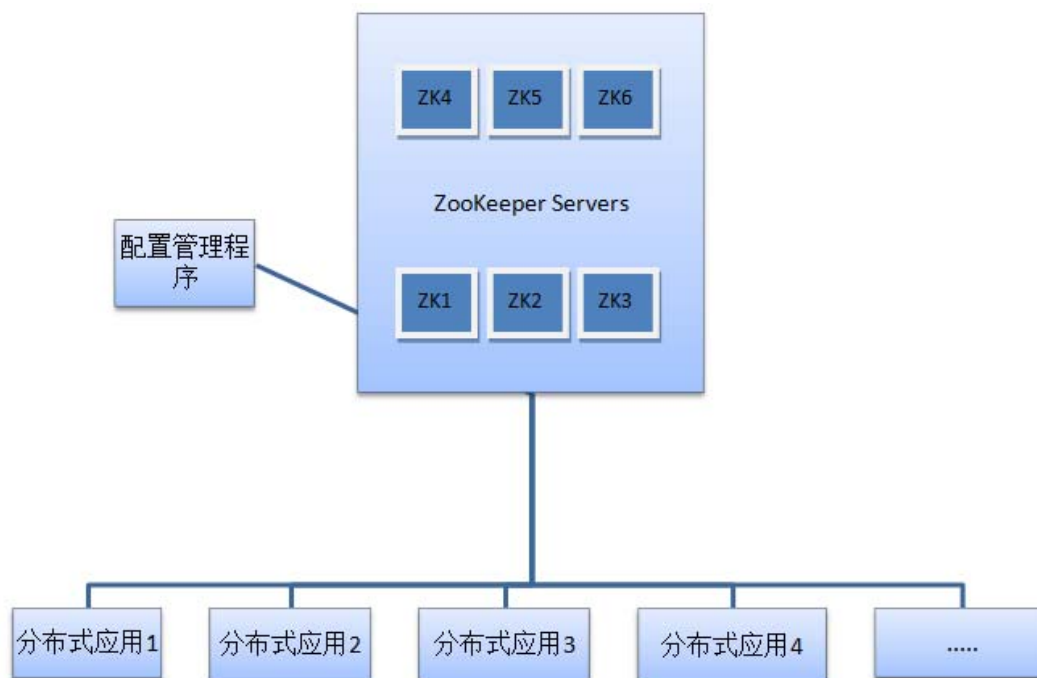 ZK4 ZK5 ZK6
ZooKeeper Servers
配置管理程
序
ZK1 ZK2 ZK3
分布式应用1 分布式应用2 分布式应用3 分布式应用4 .....